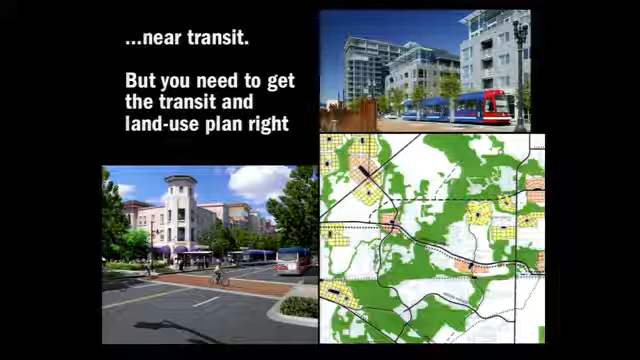 ...near transit.
But you need to get
the transit and
land-use plan right